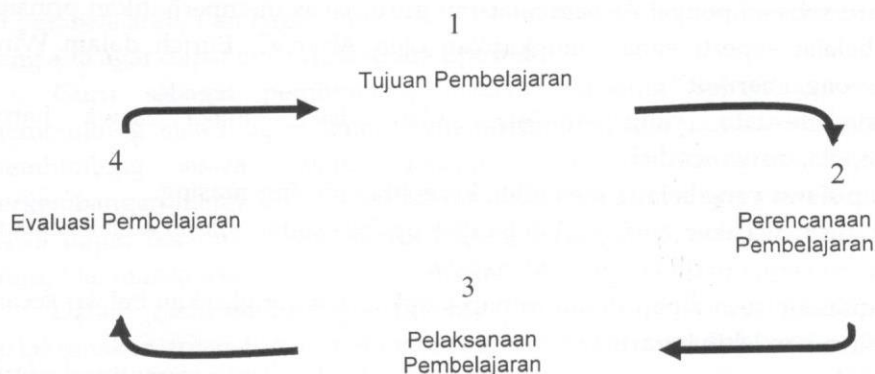 1
Tujuan Pembelajaran
4
2
Evaluasi Pembelajaran
Perencanaan
Pembelajaran
3
Pelaksanaan
Pembelajaran